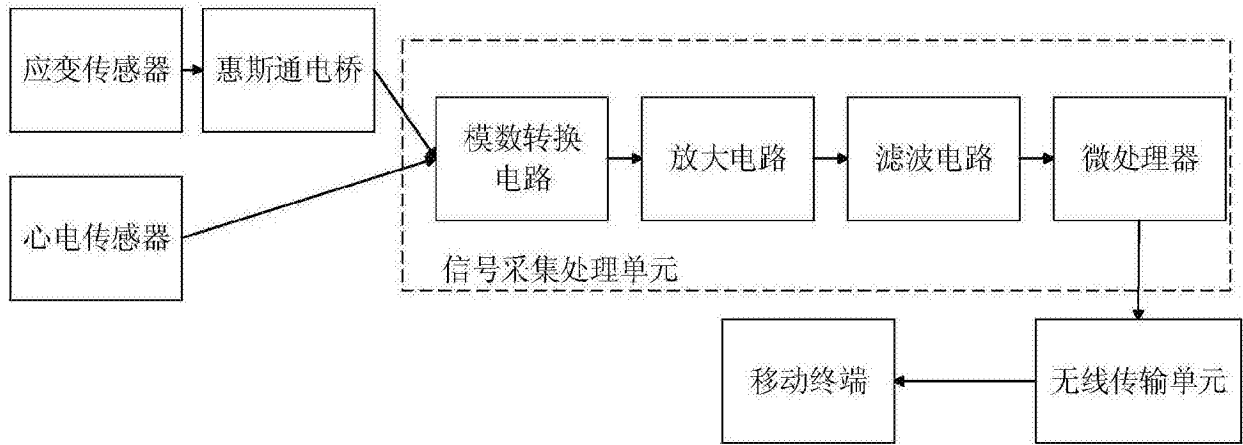 应变传感器
惠斯通电桥
模数转换
电路
放大电路
滤波电路
微处理器
心电传感器
信号采集处理单元
移动终端
无线传输单元